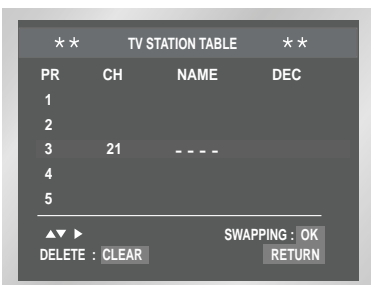 ** TV STATION TABLE **
PR CH NAME DEC
1
2
3 21 - - - -
4
5
▲▼ ▶ SWAPPING : OK
DELETE : CLEAR RETURN